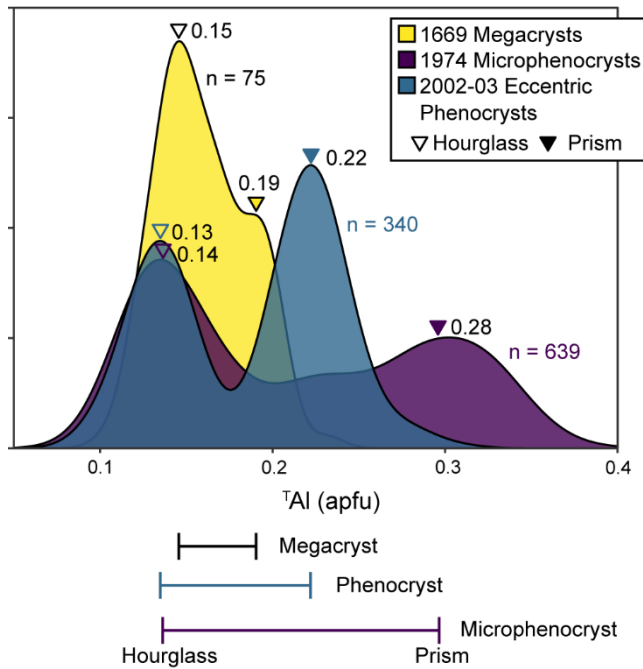 0.15
n = 75
0.19
0.22
0.13
0.14
n = 340
0.28
n = 639
1669 Megacrysts
1974 Microphenocrysts
2002-03 Eccentric
Phenocrysts
Hourglass Prism
0.1 0.2 0.3 0.4
ᵀAl (apfu)
Megacryst
Phenocryst
Microphenocryst
Hourglass Prism